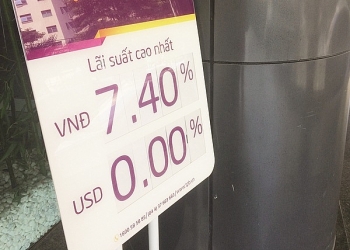 Lãi suất cao nhất
VNĐ 7.40%
USD 0.00%